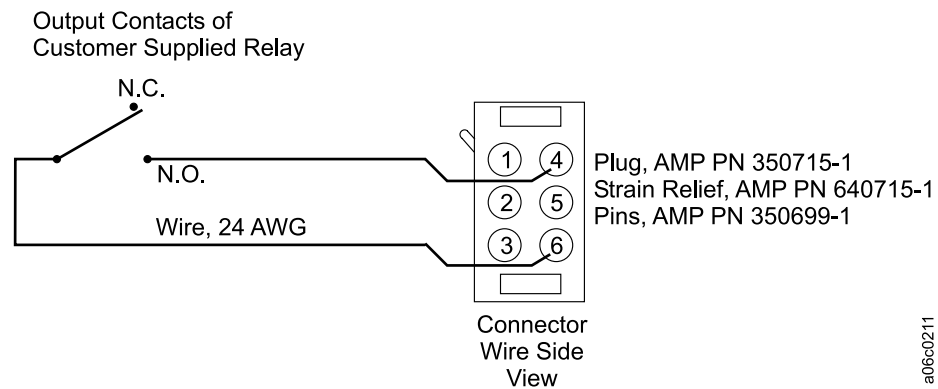 Output Contacts of
Customer Supplied Relay
N.C.
N.O.
Wire, 24 AWG
1 4
2 5
3 6
Plug, AMP PN 350715-1
Strain Relief, AMP PN 640715-1
Pins, AMP PN 350699-1
Connector
Wire Side
View
a06c0211